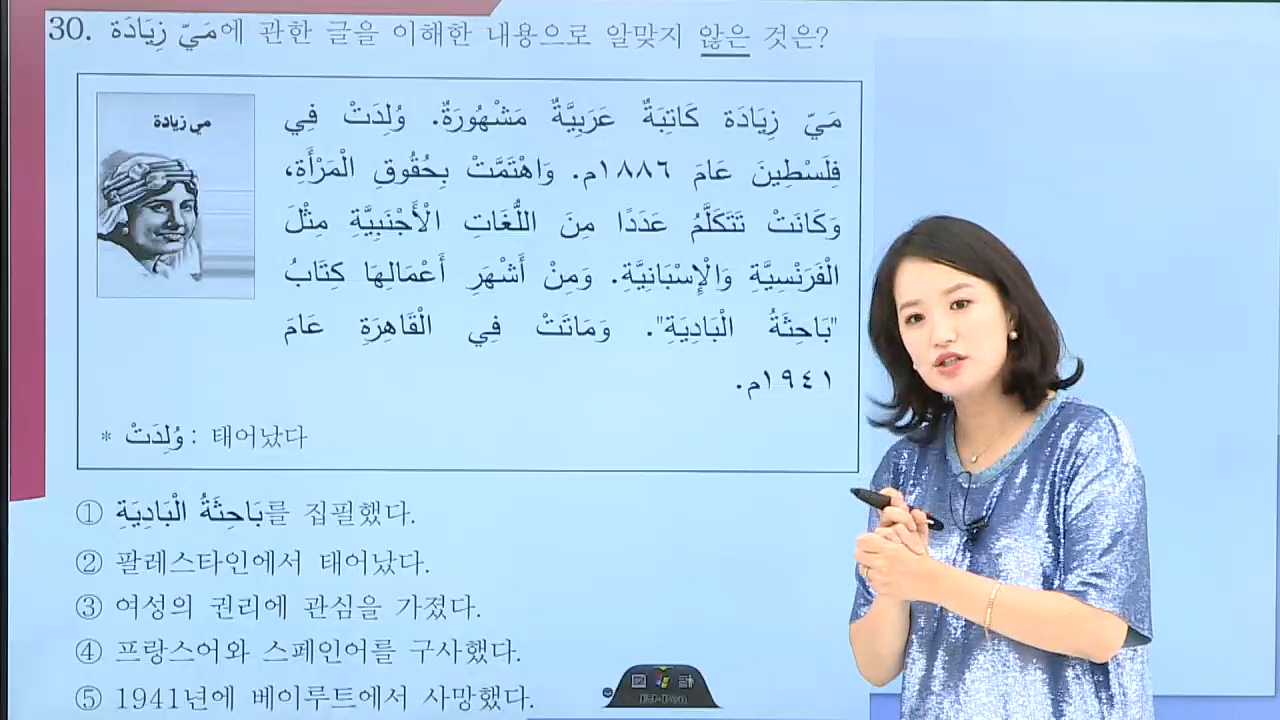 30. مَيّ زِيَادَة에 관한 글을 이해한 내용으로 알맞지 않은 것은?
مي زيادة
مَيّ زِيَادَة كَاتِبَةٌ عَرَبِيَّةٌ مَشْهُورَةٌ. وُلِدَتْ فِي
فِلَسْطِينَ عَامَ ١٨٨٦م. وَاهْتَمَّتْ بِحُقُوقِ الْمَرْأَةِ،
وَكَانَتْ تَتَكَلَّمُ عَدَدًا مِنَ اللُّغَاتِ الْأَجْنَبِيَّةِ مِثْلَ
الْفَرَنْسِيَّةِ وَالْإِسْبَانِيَّةِ. وَمِنْ أَشْهَرِ أَعْمَالِهَا كِتَابُ
"بَاحِثَةُ الْبَادِيَةِ". وَمَاتَتْ فِي الْقَاهِرَةِ عَامَ
١٩٤١م.
* وُلِدَتْ : 태어났다
① بَاحِثَةُ الْبَادِيَةِ를 집필했다.
② 팔레스타인에서 태어났다.
③ 여성의 권리에 관심을 가졌다.
④ 프랑스어와 스페인어를 구사했다.
⑤ 1941년에 베이루트에서 사망했다.